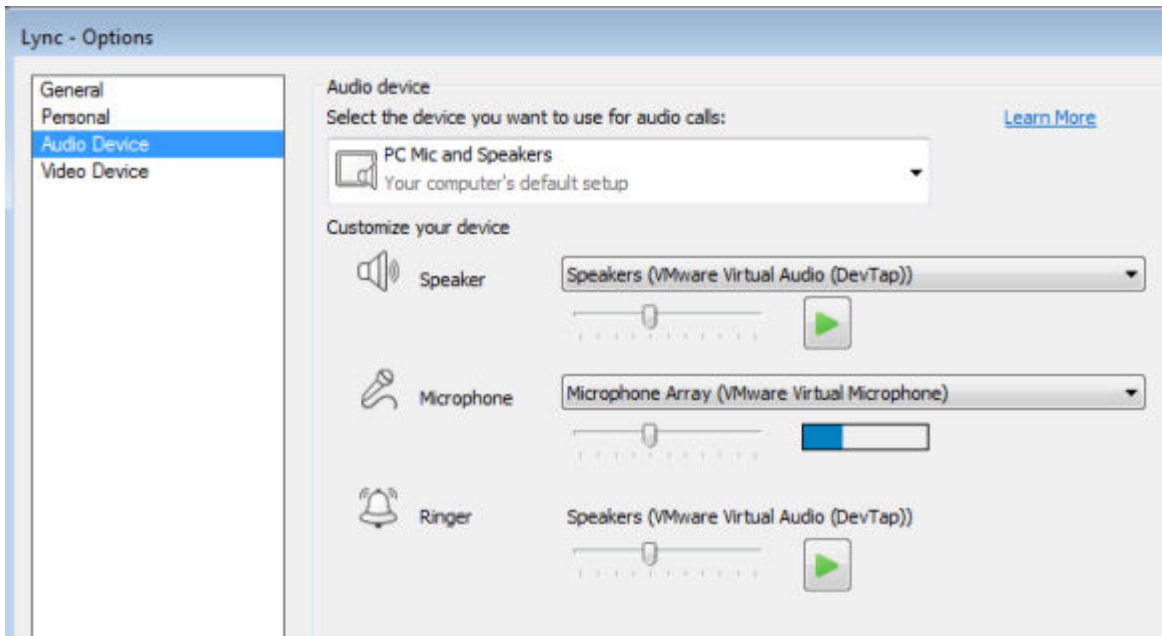 Lync - Options
General
Personal
Audio Device
Video Device
Audio device
Select the device you want to use for audio calls:
Learn More
PC Mic and Speakers
Your computer's default setup
Customize your device
Speaker
Speakers (VMware Virtual Audio (DevTap))
Microphone
Microphone Array (VMware Virtual Microphone)
Ringer
Speakers (VMware Virtual Audio (DevTap))